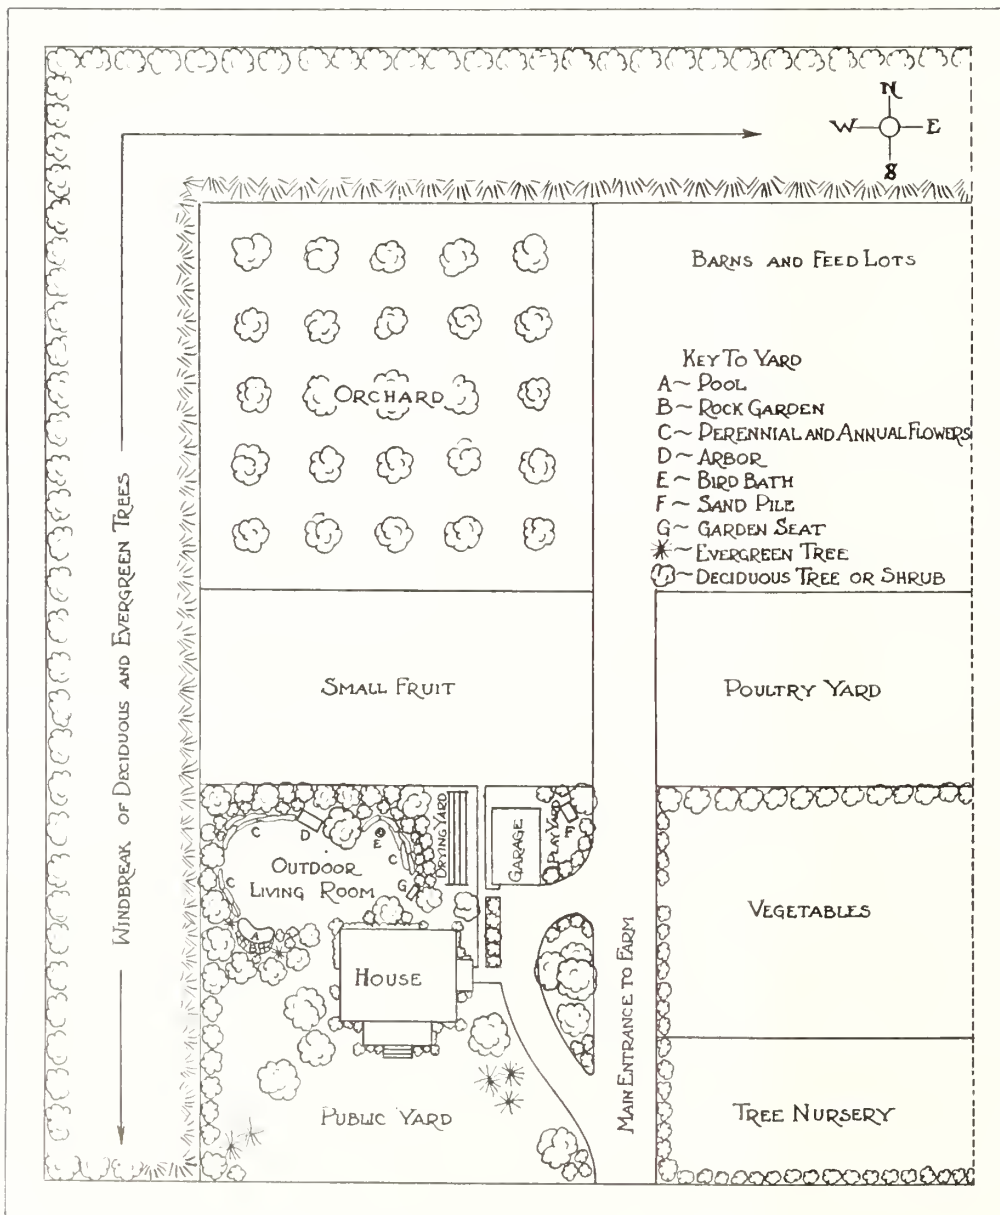 N
W E
S
BARNS AND FEED LOTS
KEY TO YARD
A~ POOL
B~ ROCK GARDEN
C~ PERENNIAL AND ANNUAL FLOWERS
D~ ARBOR
E~ BIRD BATH
F~ SAND PILE
G~ GARDEN SEAT
~ EVERGREEN TREE
~ DECIDUOUS TREE OR SHRUB
ORCHARD
WINDBREAK OF DECIDUOUS AND EVERGREEN TREES
SMALL FRUIT
POULTRY YARD
C
D
E
C
C
G
A
B
OUTDOOR
LIVING ROOM
DRYING YARD
GARAGE
PLAY YARD
F
VEGETABLES
HOUSE
MAIN ENTRANCE TO FARM
PUBLIC YARD
TREE NURSERY